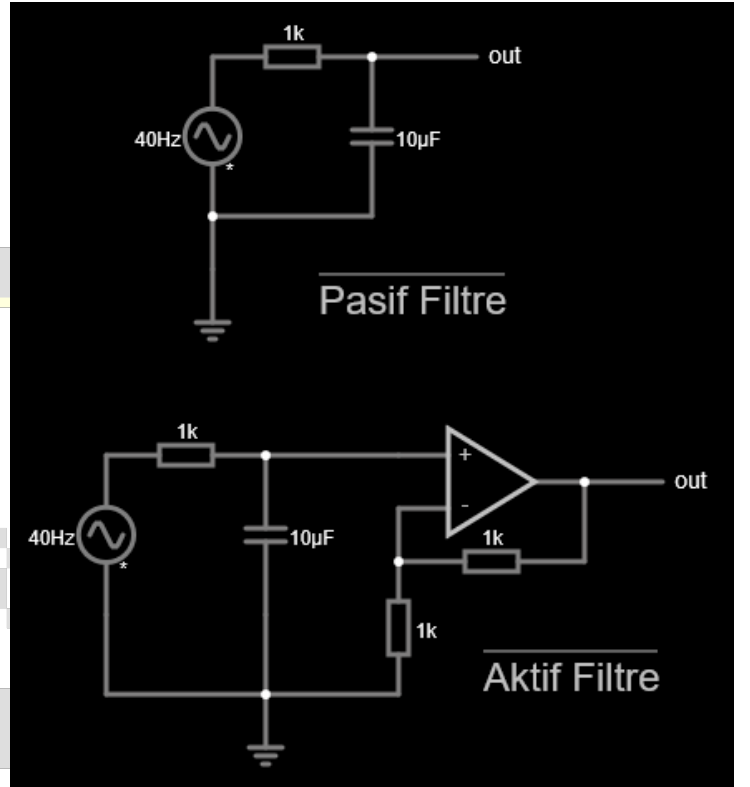 1k
out
40Hz
*
10µF
Pasif Filtre
1k
+
out
-
40Hz
*
10µF
1k
1k
Aktif Filtre